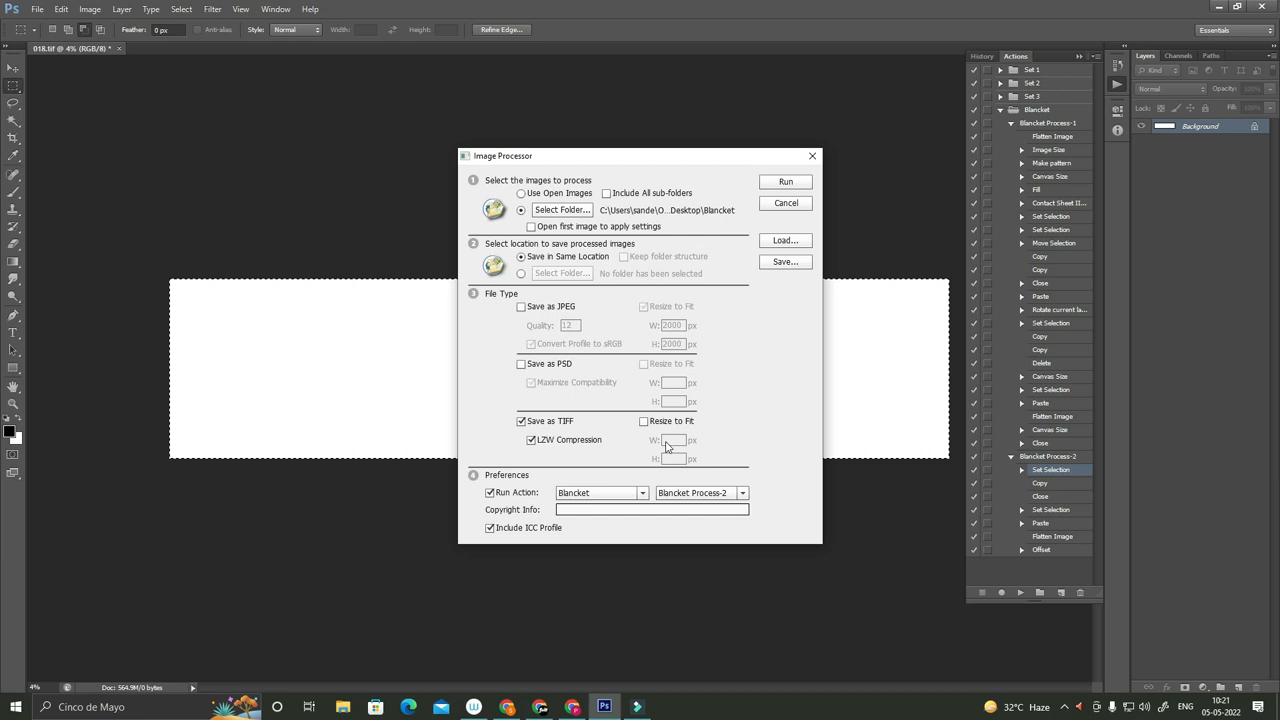 Ps File Edit Image Layer Type Select Filter View Window Help
Feather: 0 px Anti-alias Style: Normal Width: Height: Refine Edge... Essentials
018.tif @ 4% (RGB/8) * ×
History Actions
Set 1
Set 2
Set 3
Blancket
Blancket Process-1
Flatten Image
Image Size
Make pattern
Canvas Size
Fill
Contact Sheet II...
Set Selection
Set Selection
Move Selection
Copy
Copy
Close
Paste
Rotate current la...
Set Selection
Copy
Copy
Delete
Canvas Size
Set Selection
Paste
Flatten Image
Canvas Size
Close
Blancket Process-2
Set Selection
Copy
Close
Set Selection
Paste
Flatten Image
Offset
Layers Channels Paths
Kind
Normal Opacity: 100%
Lock: Fill: 100%
Background
Image Processor
1 Select the images to process
Use Open Images Include All sub-folders
Select Folder... C:\Users\sande\O...Desktop\Blancket
Open first image to apply settings
2 Select location to save processed images
Save in Same Location Keep folder structure
Select Folder... No folder has been selected
3 File Type
Save as JPEG Resize to Fit
Quality: 12 W: 2000 px
Convert Profile to sRGB H: 2000 px
Save as PSD Resize to Fit
Maximize Compatibility W: px
H: px
Save as TIFF Resize to Fit
LZW Compression W: px
H: px
4 Preferences
Run Action: Blancket Blancket Process-2
Copyright Info:
Include ICC Profile
Run
Cancel
Load...
Save...
4% Doc: 564.9M/0 bytes
Cinco de Mayo
32°C Haze
ENG
10:21
05-05-2022